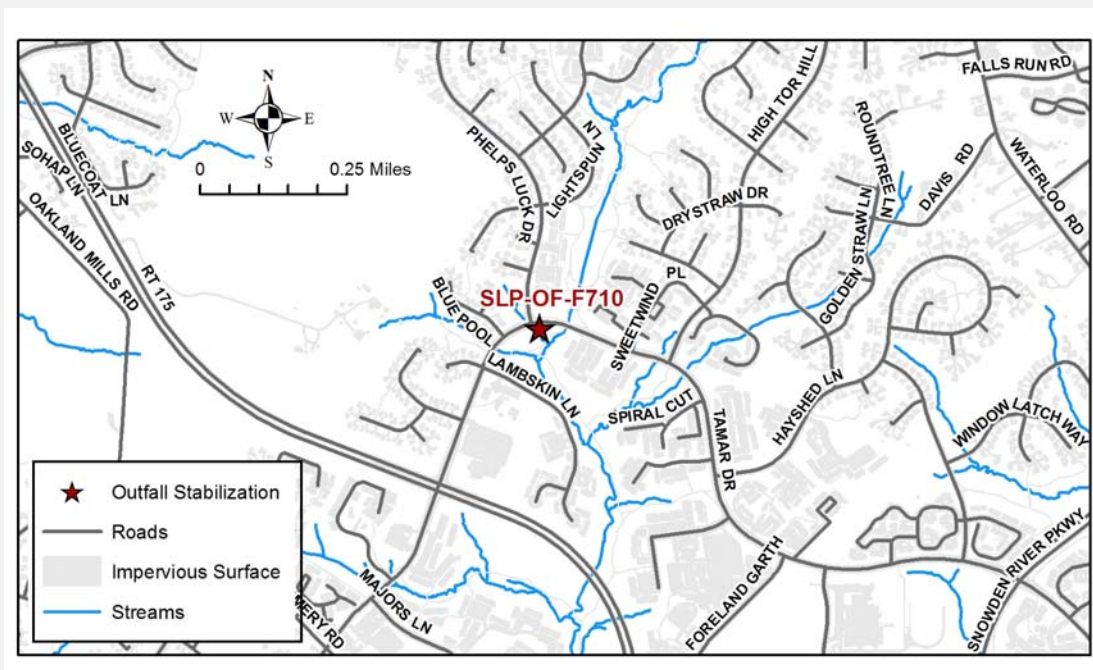 FALLS RUN RD
HIGH TOR HILL
N
W
E
S
0
0.25 Miles
BLUECOAT LN
SOHAP LN
OAKLAND MILLS RD
RT 175
PHELPS LUCK DR
LIGHTSPUN LN
DRYSTRAW DR
ROUNDTREE LN
DAVIS RD
WATERLOO RD
GOLDEN STRAW LN
SWEETWIND PL
BLUE POOL
SLP-OF-F710
LAMBSKIN LN
SPIRAL CUT
TAMAR DR
HAYSHED LN
WINDOW LATCH WAY
SNOWDEN RIVER PKWY
FORELAND GARTH
MAJORS LN
MERY RD
Outfall Stabilization
Roads
Impervious Surface
Streams